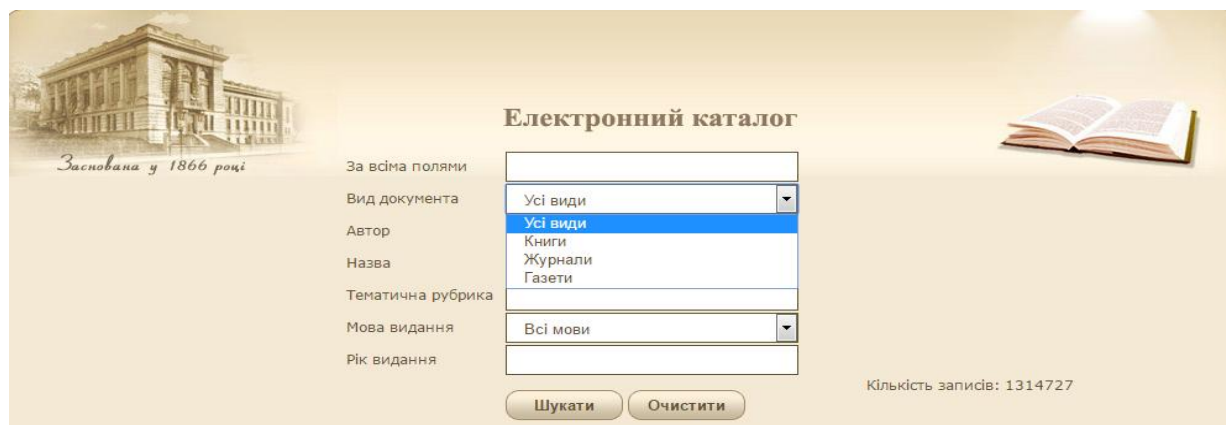 Електронний каталог
Заснована у 1866 році
За всіма полями
Вид документа Усі види
Усі види
Автор
Книги
Журнали
Назва
Газети
Тематична рубрика
Мова видання Всі мови
Рік видання
Кількість записів: 1314727
Шукати Очистити